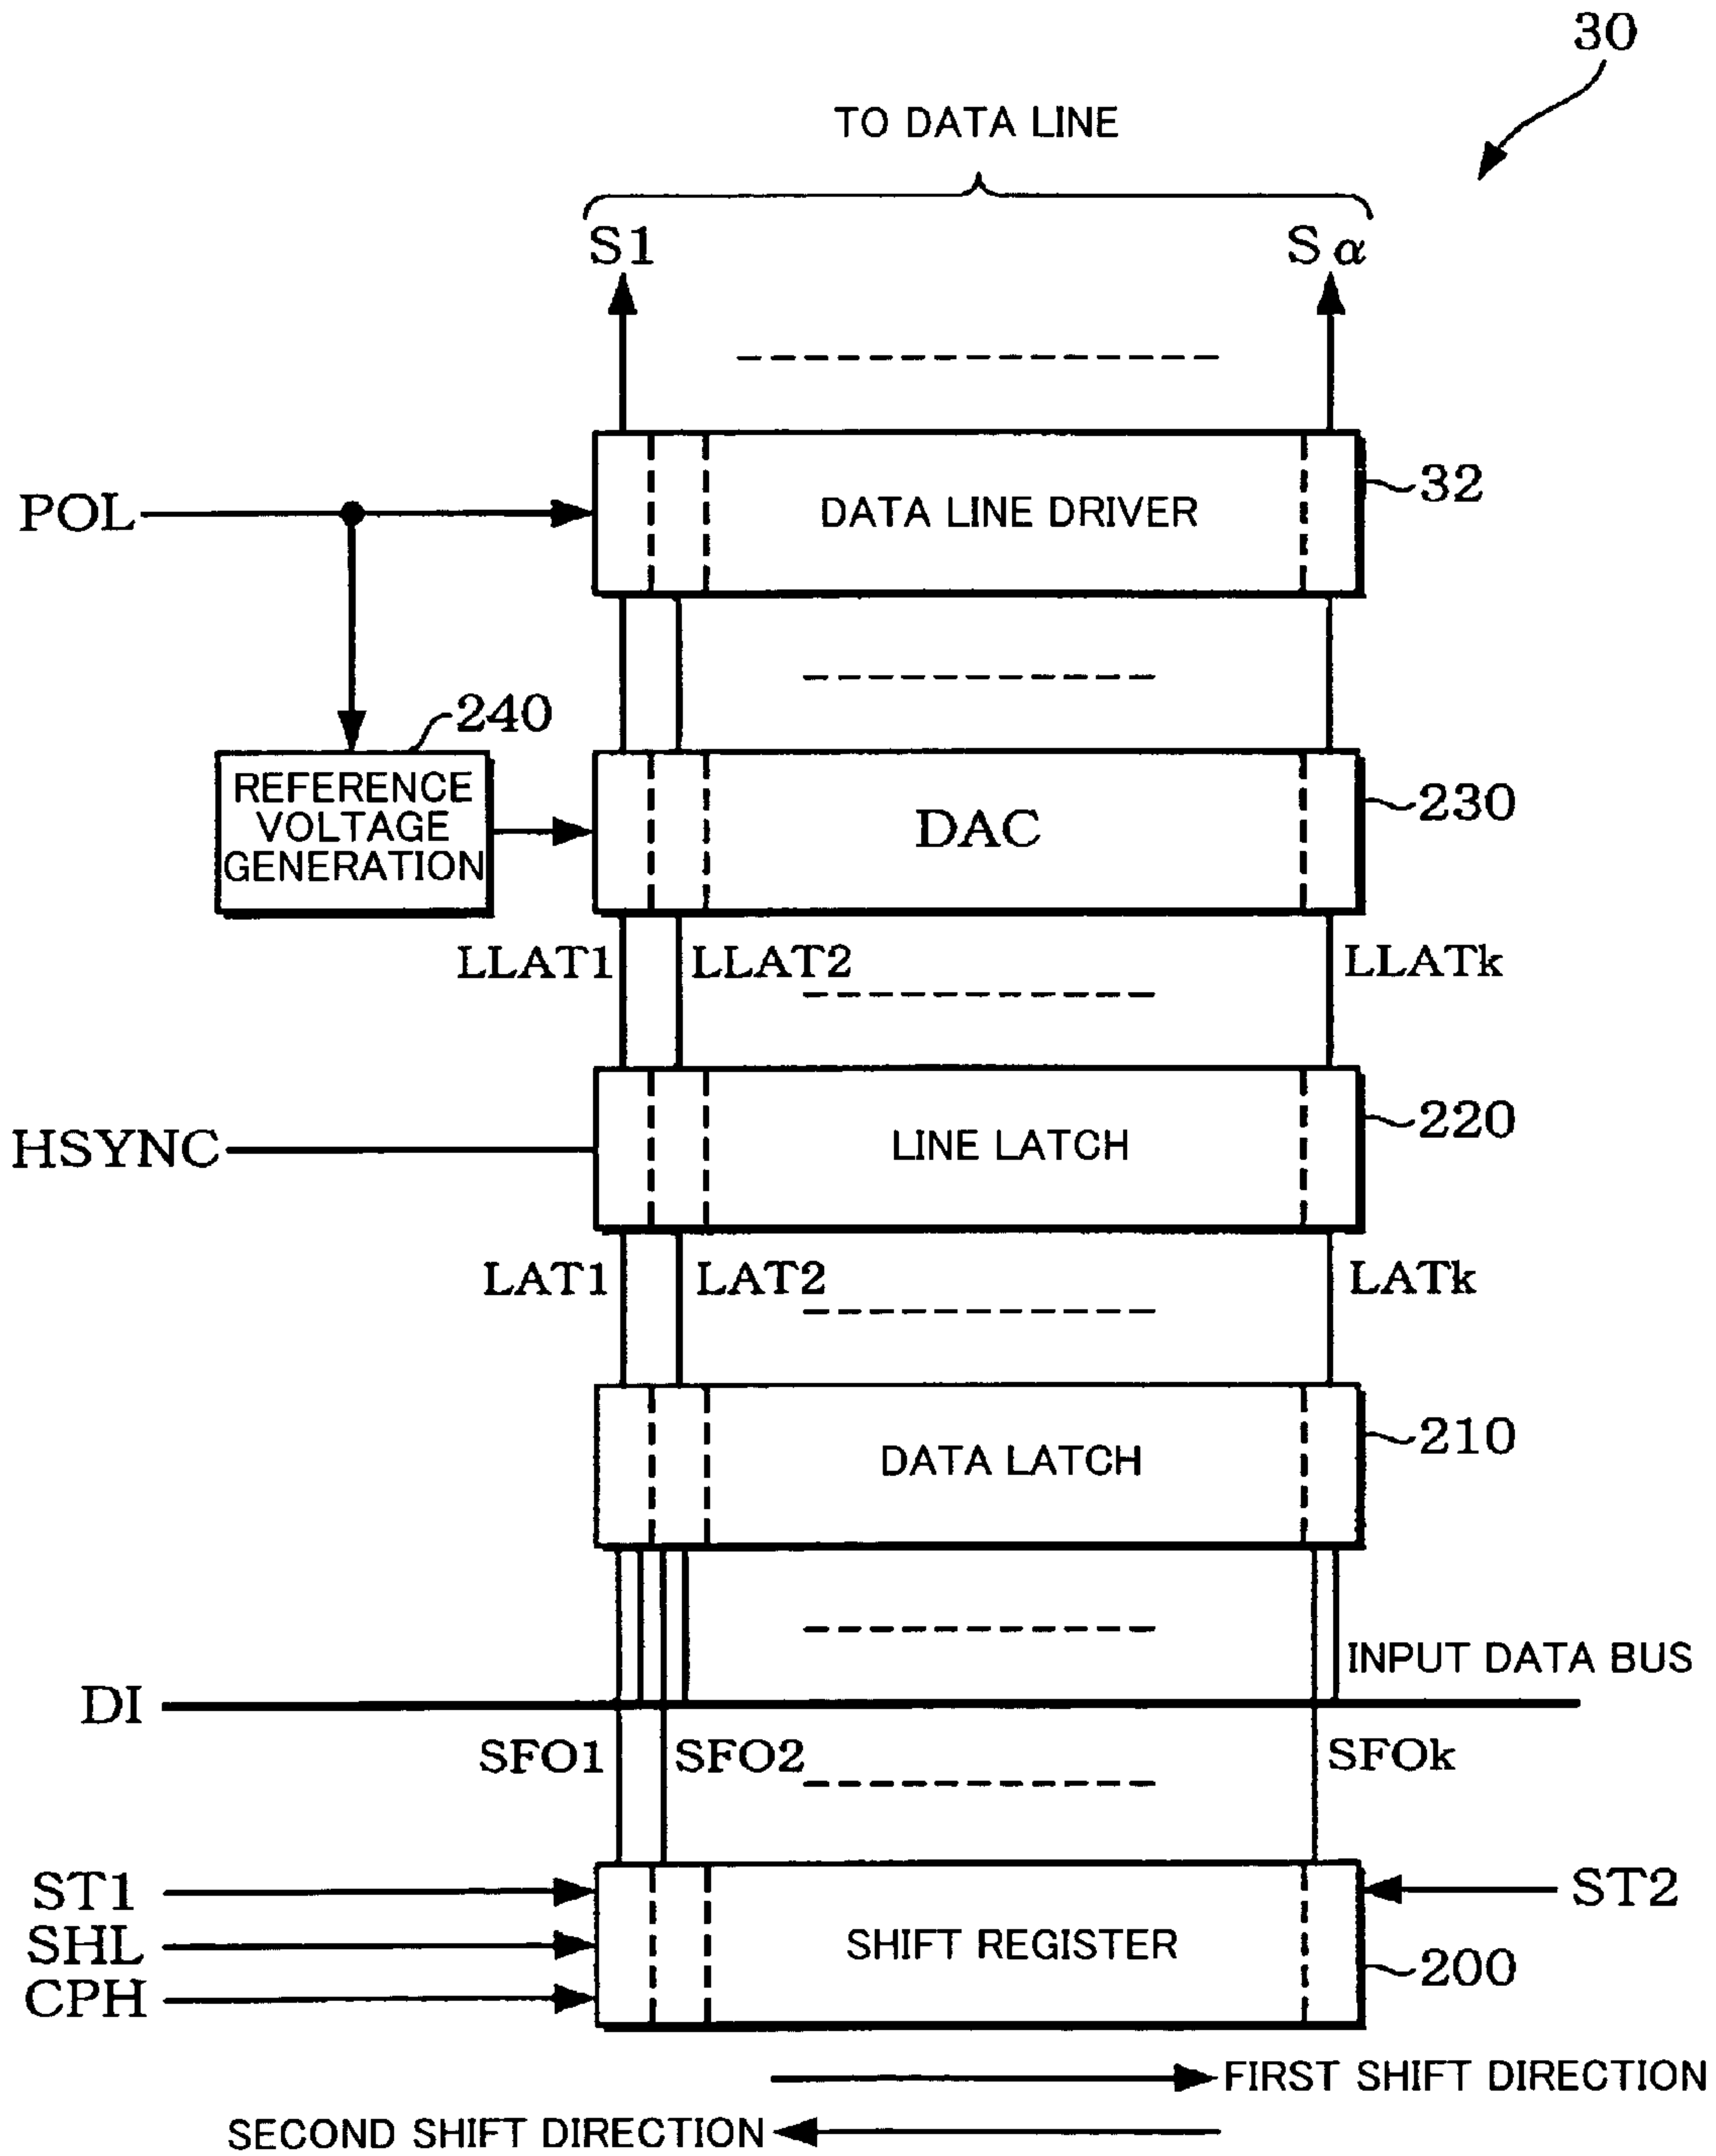 30
TO DATA LINE
S1
Sα
POL
DATA LINE DRIVER
32
240
REFERENCE
VOLTAGE
GENERATION
DAC
230
LLAT1
LLAT2
LLATk
HSYNC
LINE LATCH
220
LAT1
LAT2
LATk
DATA LATCH
210
INPUT DATA BUS
DI
SFO1
SFO2
SFOk
ST1
ST2
SHL
SHIFT REGISTER
CPH
200
FIRST SHIFT DIRECTION
SECOND SHIFT DIRECTION